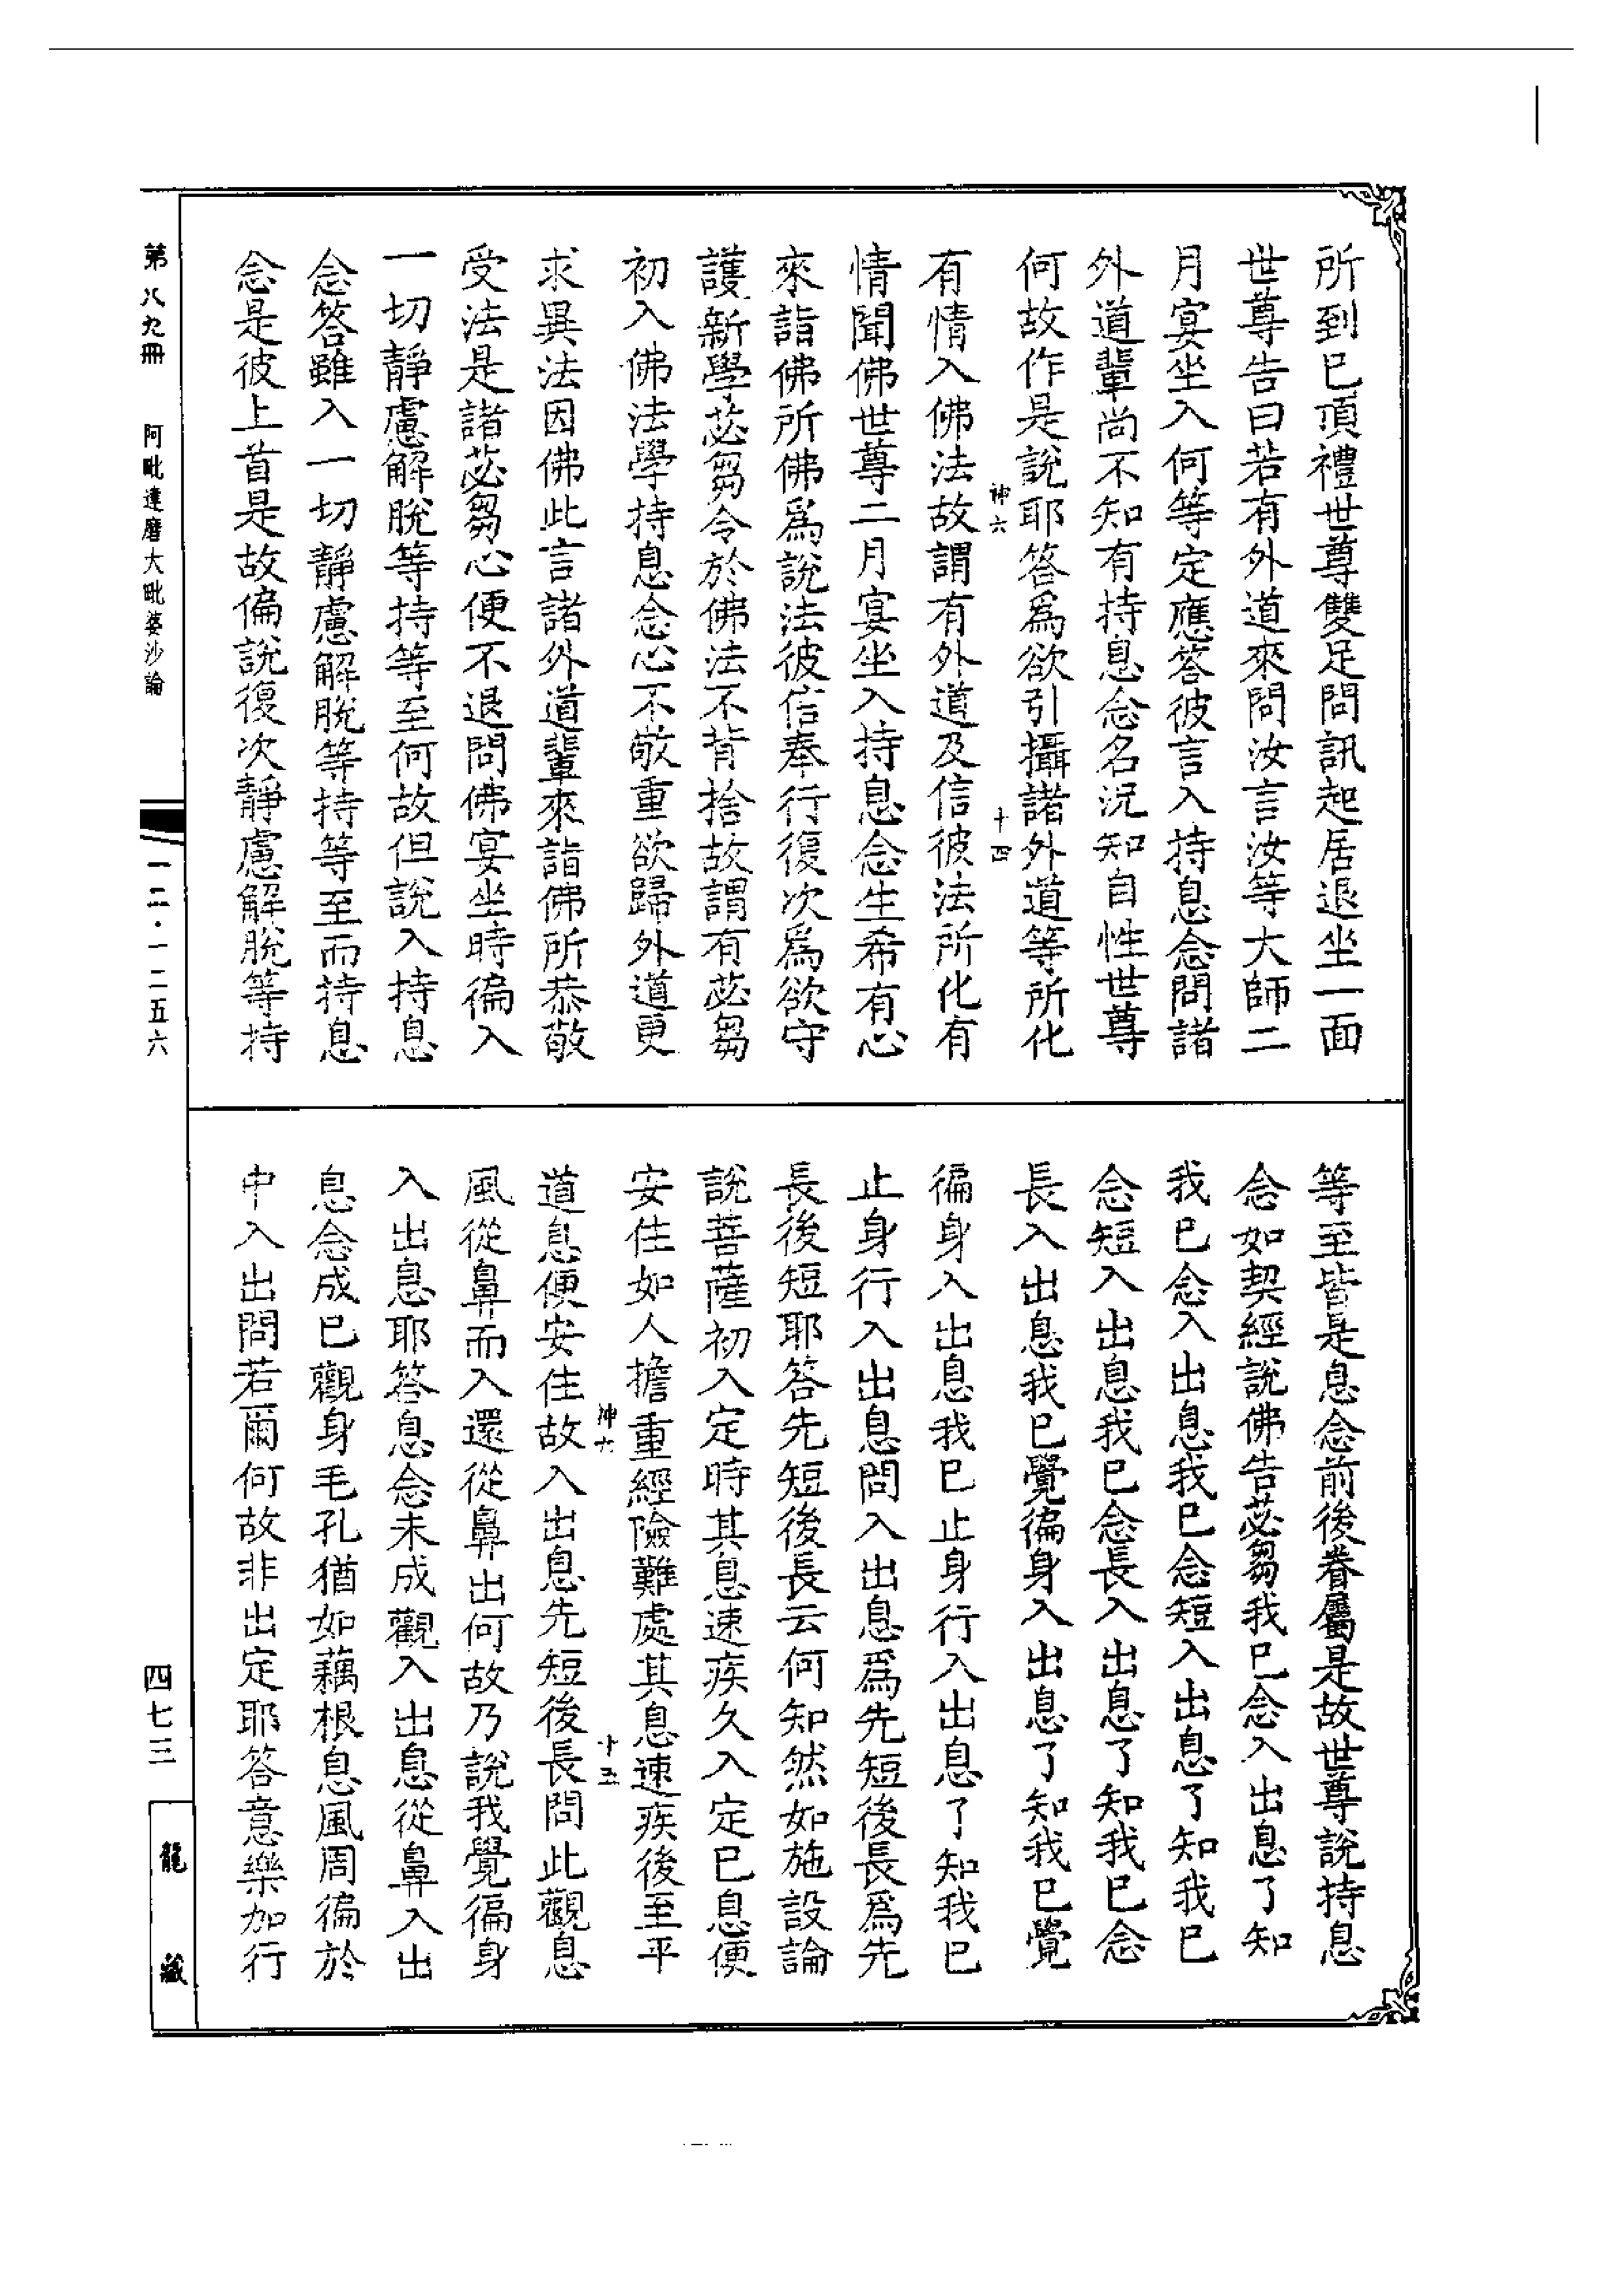 所到已頂禮世尊雙足問訊起居退坐一面
世尊告曰若有外道來問汝言汝等大師二
月宴坐入何等定應答彼言入持息念問諸
外道輩尚不知有持息念名況知自性世尊
何故作是說耶答為欲引攝諸外道等所化
神六 十四
有情入佛法故謂有外道及信彼法所化有
情聞佛世尊二月宴坐入持息念生希有心
來詣佛所佛為說法彼信奉行復次為欲守
護新學苾芻令於佛法不背捨故謂有苾芻
初入佛法學持息念心不敬重欲歸外道更
求異法因佛此言諸外道輩來詣佛所恭敬
受法是諸苾芻心便不退問佛宴坐時徧入
一切靜慮解脫等持等至何故但說入持息
念答雖入一切靜慮解脫等持等至而持息
念是彼上首是故偏說復次靜慮解脫等持
等至皆是息念前後眷屬是故世尊說持息
念如契經說佛告苾芻我已念入出息了知
我已念入出息我已念短入出息了知我已
念短入出息我已念長入出息了知我已念
長入出息我已覺徧身入出息了知我已覺
徧身入出息我已止身行入出息了知我已
止身行入出息問入出息為先短後長為先
長後短耶答先短後長云何知然如施設論
說菩薩初入定時其息速疾久入定已息便
安住如人擔重經險難處其息速疾後至平
神六 十五
道息便安住故入出息先短後長問此觀息
風從鼻而入還從鼻出何故乃說我覺徧身
入出息耶答息念未成觀入出息從鼻入出
息念成已觀身毛孔猶如藕根息風周徧於
中入出問若爾何故非出定耶答意樂加行
第八九冊 阿毗達磨大毗婆沙論
一二·一二五六
四七三
龍藏